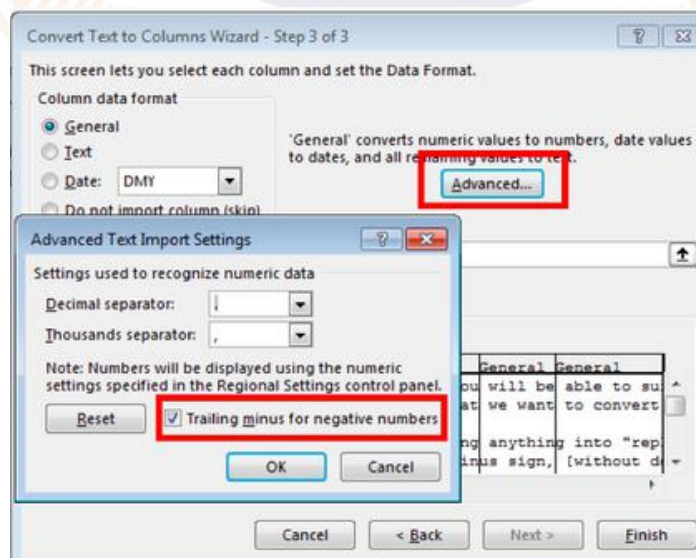 Convert Text to Columns Wizard - Step 3 of 3
This screen lets you select each column and set the Data Format.
Column data format
General
Text
Date: DMY
Do not import column (skip)
'General' converts numeric values to numbers, date values
to dates, and all remaining values to text.
Advanced...
Advanced Text Import Settings
Settings used to recognize numeric data
Decimal separator: .
Thousands separator: ,
Note: Numbers will be displayed using the numeric
settings specified in the Regional Settings control panel.
Reset
Trailing minus for negative numbers
OK
Cancel
General General
will be able to
at we want to convert
ng anything into "rep
inus sign, [without d
Cancel
< Back
Next >
Finish